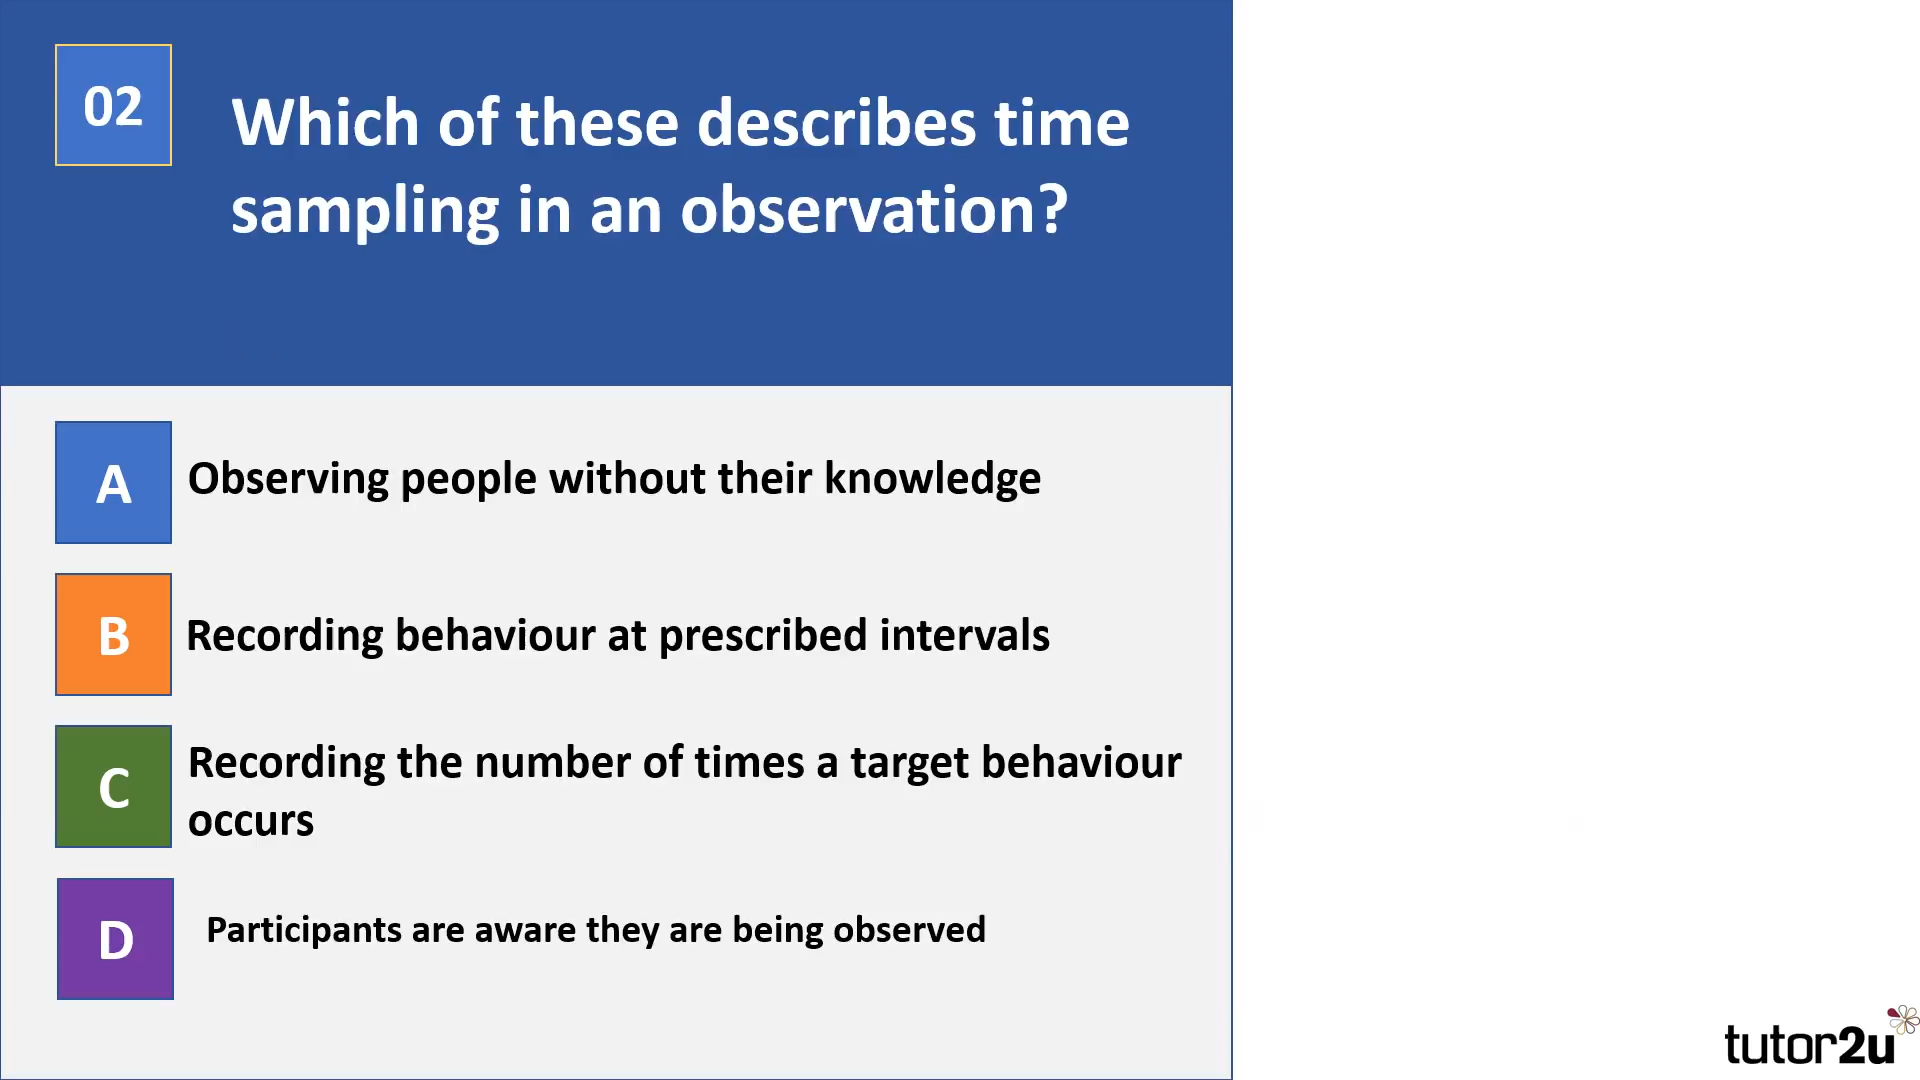 02
Which of these describes time
sampling in an observation?
A
Observing people without their knowledge
B
Recording behaviour at prescribed intervals
C
Recording the number of times a target behaviour
occurs
D
Participants are aware they are being observed
tutor2u